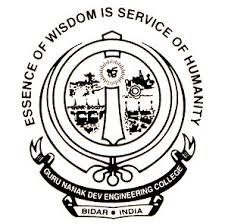 ESSENCE OF WISDOM IS SERVICE OF HUMANITY
ੴ
GURU NANAK DEV ENGINEERING COLLEGE
BIDAR - INDIA